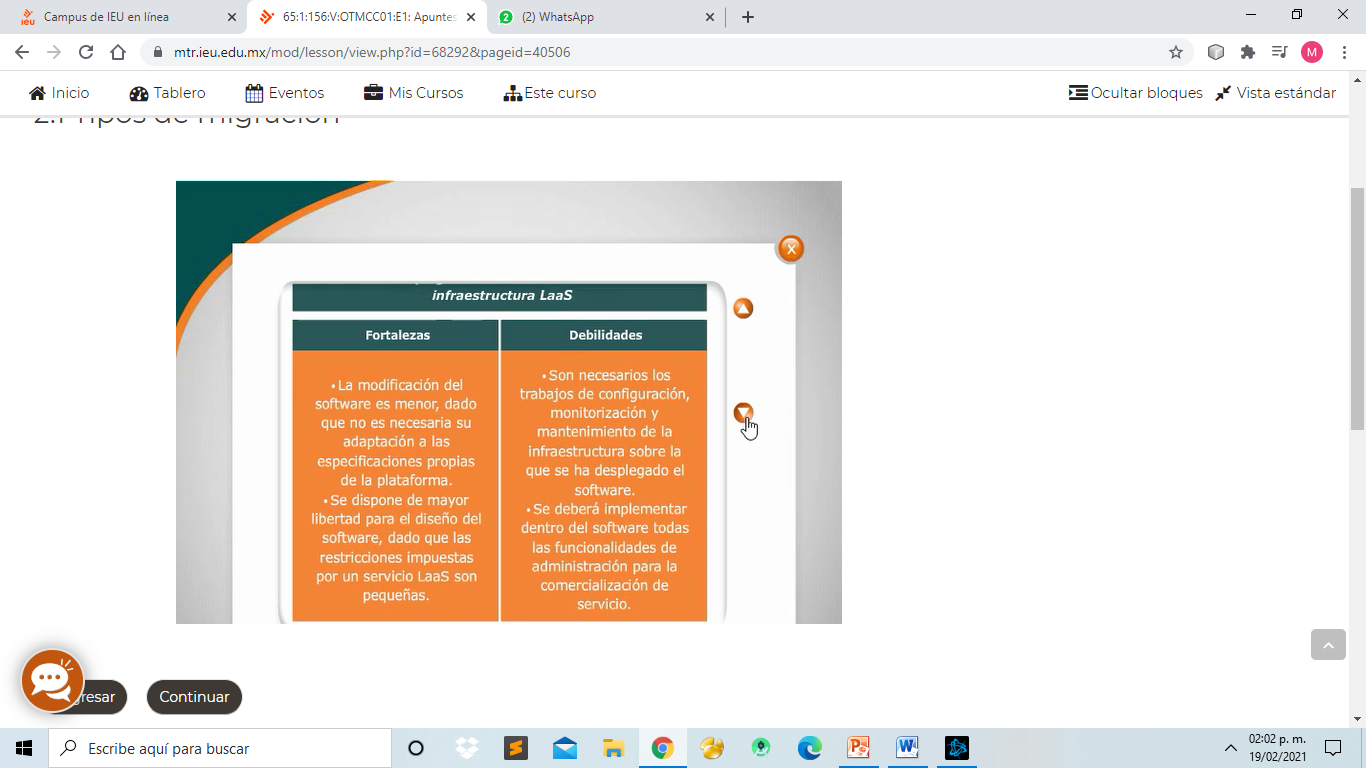 Campus de IEU en línea
65:1:156:V:OTMCC01:E1: Apuntes
(2) WhatsApp
mtr.ieu.edu.mx/mod/lesson/view.php?id=68292&pageid=40506
M
Inicio
Tablero
Eventos
Mis Cursos
Este curso
Ocultar bloques
Vista estándar
2.1 Tipos de migración
X
infraestructura LaaS
Fortalezas
Debilidades
• La modificación del
software es menor, dado
que no es necesaria su
adaptación a las
especificaciones propias
de la plataforma.
• Se dispone de mayor
libertad para el diseño del
software, dado que las
restricciones impuestas
por un servicio LaaS son
pequeñas.
• Son necesarios los
trabajos de configuración,
monitorización y
mantenimiento de la
infraestructura sobre la
que se ha desplegado el
software.
• Se deberá implementar
dentro del software todas
las funcionalidades de
administración para la
comercialización de
servicio.
gresar
Continuar
Escribe aquí para buscar
02:02 p. m.
19/02/2021